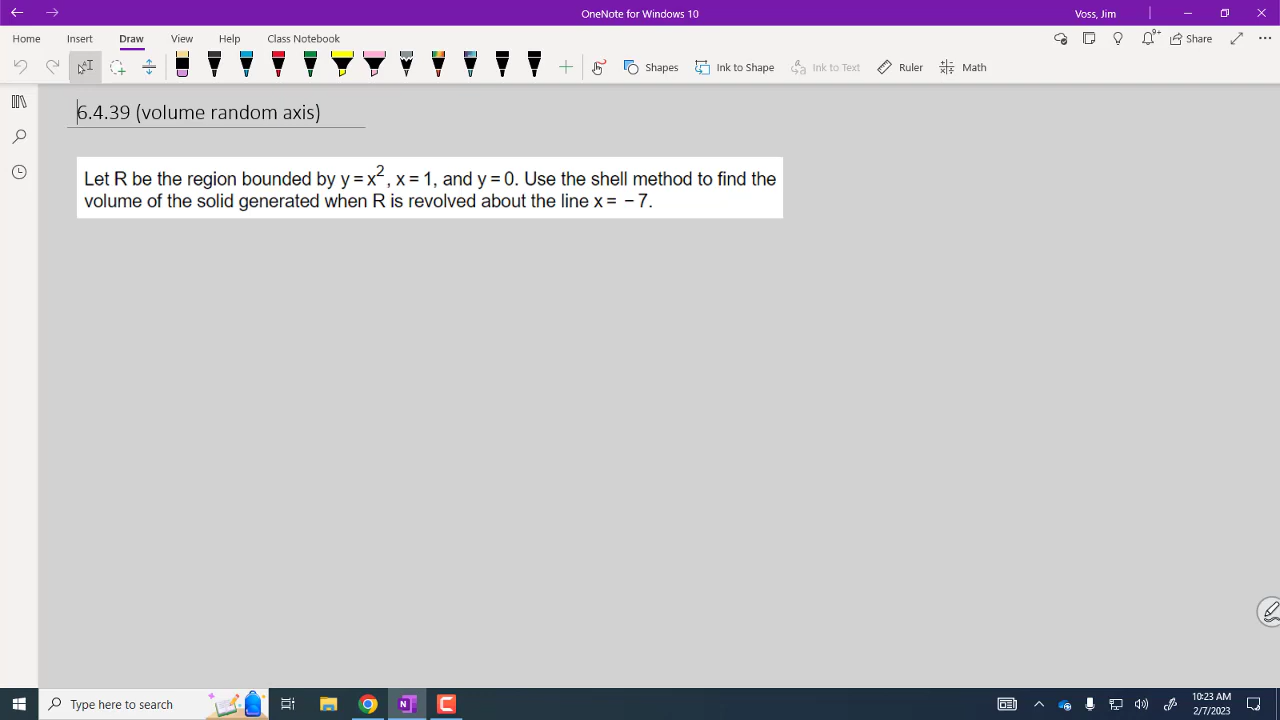 OneNote for Windows 10
Voss, Jim
Home Insert Draw View Help Class Notebook
Share
Shapes Ink to Shape Ink to Text Ruler Math
6.4.39 (volume random axis)
Let R be the region bounded by y = x², x = 1, and y = 0. Use the shell method to find the
volume of the solid generated when R is revolved about the line x = − 7.
Type here to search
10:23 AM
2/7/2023